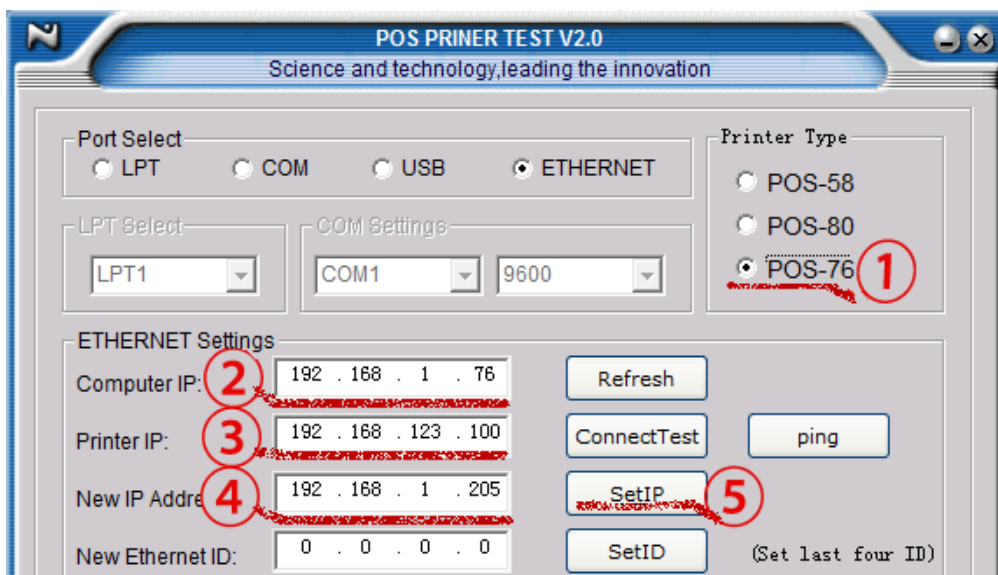 POS PRINER TEST V2.0
Science and technology,leading the innovation
Port Select
LPT COM USB ETHERNET
Printer Type
POS-58
POS-80
POS-76 1
LPT Select
LPT1
COM Settings
COM1 9600
ETHERNET Settings
Computer IP: 2 192 . 168 . 1 . 76 Refresh
Printer IP: 3 192 . 168 . 123 . 100 ConnectTest ping
New IP Addre 4 192 . 168 . 1 . 205 SetIP 5
New Ethernet ID: 0 . 0 . 0 . 0 SetID (Set last four ID)